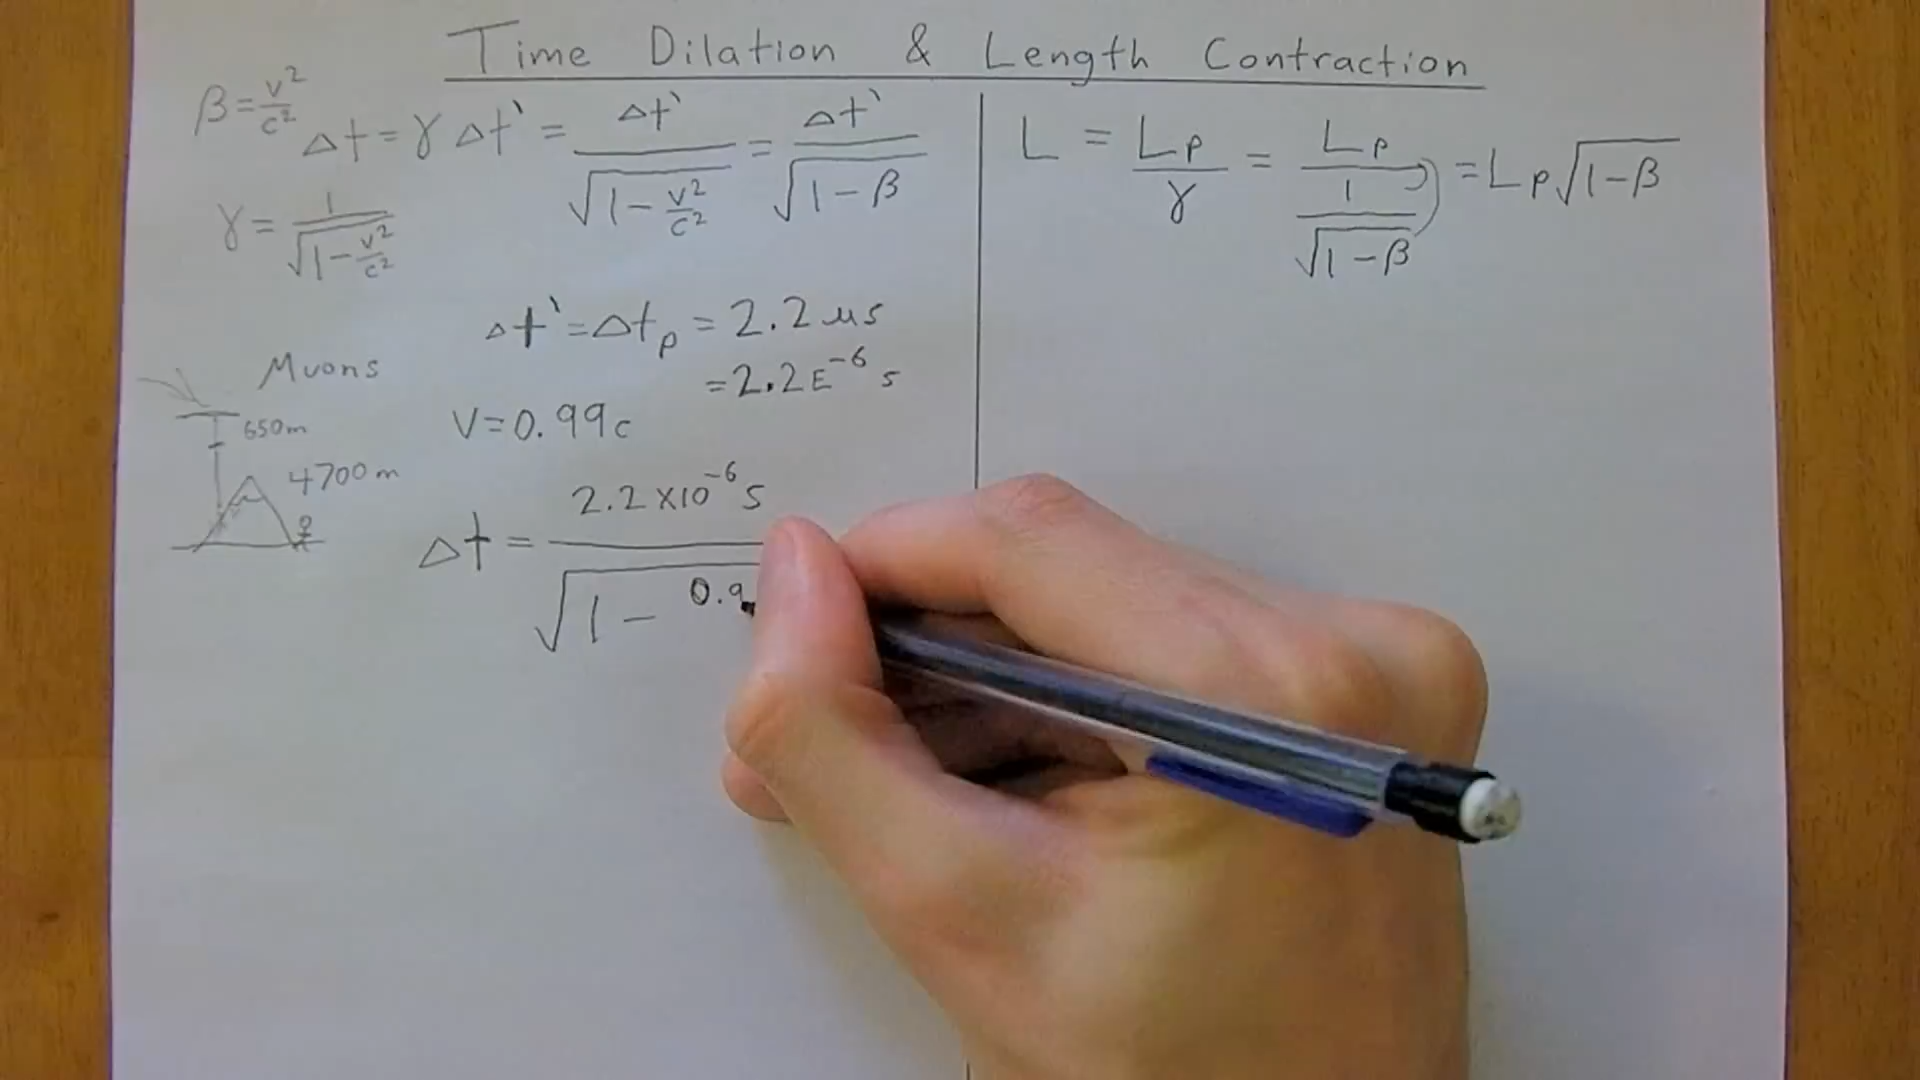 Time Dilation & Length Contraction
β = v²/c²
Δt = γ Δt` = Δt`/√(1 - v²/c²) = Δt`/√(1 - β)
γ = 1/√(1 - v²/c²)
Δt` = Δtₚ = 2.2 μs
= 2.2 E⁻⁶ s
Muons
650m
4700 m
V = 0.99c
Δt = 2.2 x10⁻⁶ s/√(1 - 0.9
L = Lₚ/γ = Lₚ/(1/√(1 - β)) = Lₚ√(1 - β)